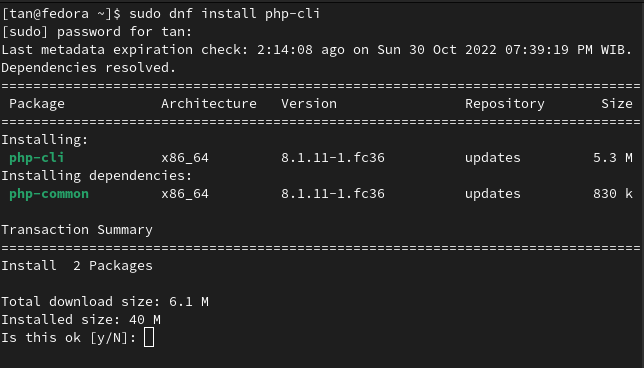 [tan@fedora ~]$ sudo dnf install php-cli
[sudo] password for tan:
Last metadata expiration check: 2:14:08 ago on Sun 30 Oct 2022 07:39:19 PM WIB.
Dependencies resolved.
================================================================================
 Package            Architecture   Version                Repository       Size
================================================================================
Installing:
 php-cli            x86_64         8.1.11-1.fc36          updates         5.3 M
Installing dependencies:
 php-common         x86_64         8.1.11-1.fc36          updates         830 k

Transaction Summary
================================================================================
Install  2 Packages

Total download size: 6.1 M
Installed size: 40 M
Is this ok [y/N]: